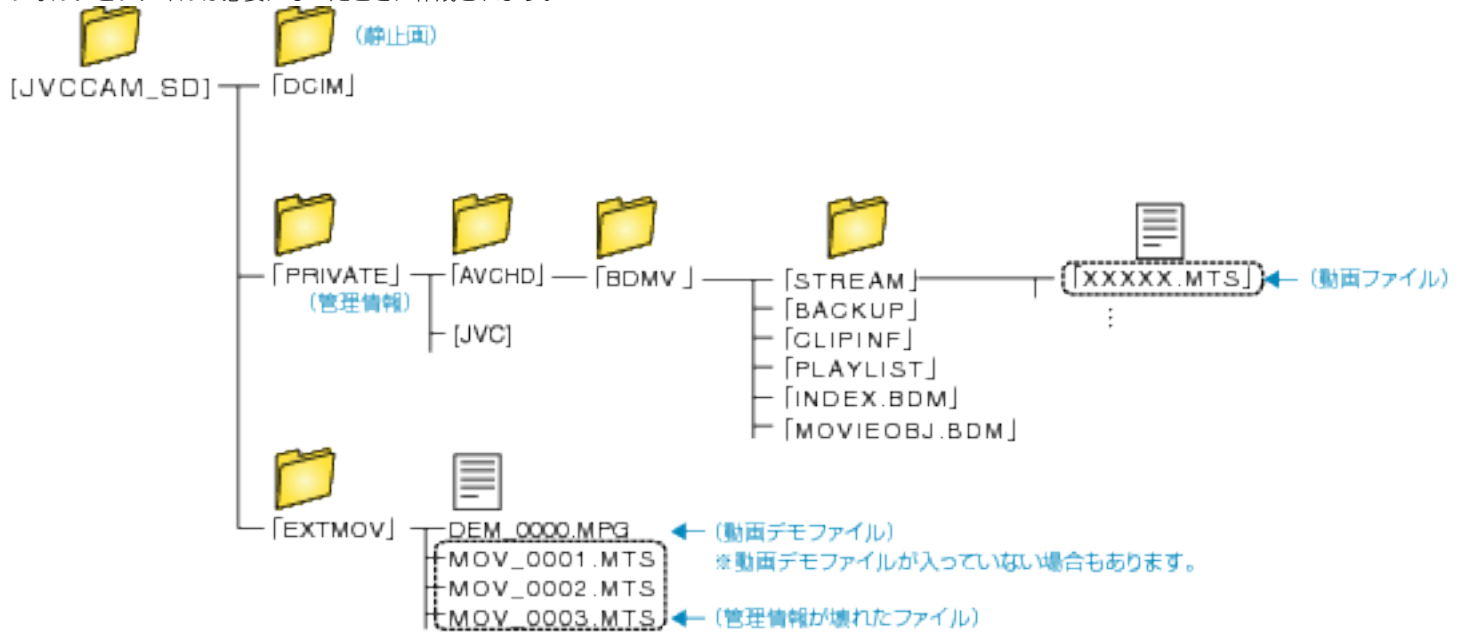 (静止画)
[JVCCAM_SD]
「DCIM」
「PRIVATE」
(管理情報)
「AVCHD」
「BDMV 」
「STREAM」
「XXXXX.MTS」
(動画ファイル)
「BACKUP」
[JVC]
「CLIPINF」
「PLAYLIST」
「INDEX.BDM」
「MOVIEOBJ.BDM」
「EXTMOV」
DEM_0000.MPG
(動画デモファイル)
MOV_0001.MTS
※動画デモファイルが入っていない場合もあります。
MOV_0002.MTS
MOV_0003.MTS
(管理情報が壊れたファイル)